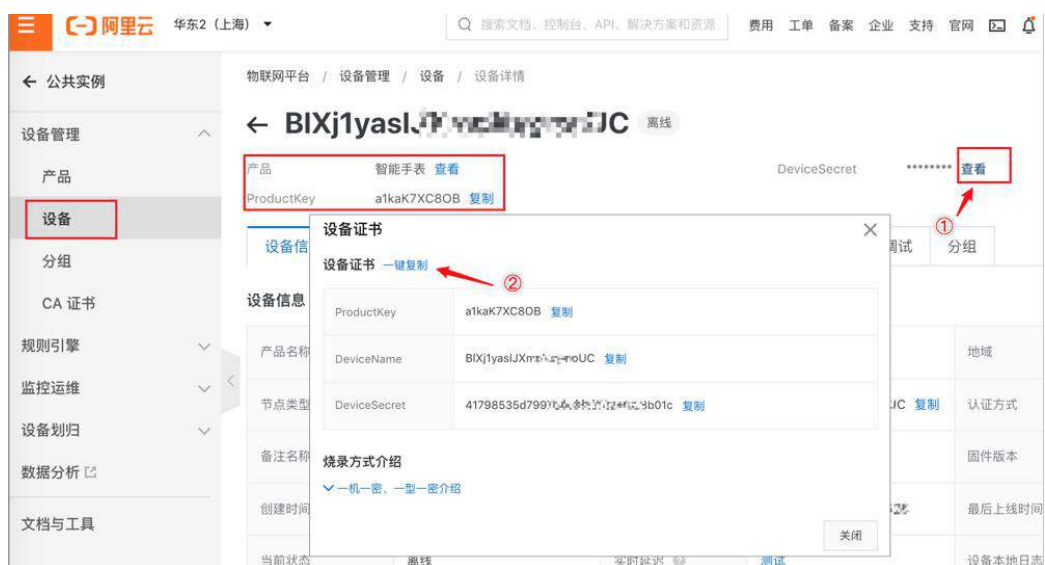 阿里云 华东2（上海） 搜索文档、控制台、API、解决方案和资源 费用 工单 备案 企业 支持 官网
公共实例
物联网平台 / 设备管理 / 设备 / 设备详情
设备管理
产品
设备
分组
CA 证书
规则引擎
监控运维
设备划归
数据分析
文档与工具
离线
产品 智能手表 查看
DeviceSecret ******** 查看
ProductKey a1kaK7XC8OB 复制
①
设备信
调试 分组
设备信息
产品名称
地域
节点类型
JC 复制 认证方式
备注名称
固件版本
创建时间
最后上线时间
当前状态 离线 实时延迟 测试 设备本地日志
设备证书
设备证书 一键复制
②
ProductKey a1kaK7XC8OB 复制
DeviceName 复制
DeviceSecret 复制
烧录方式介绍
一机一密、一型一密介绍
关闭